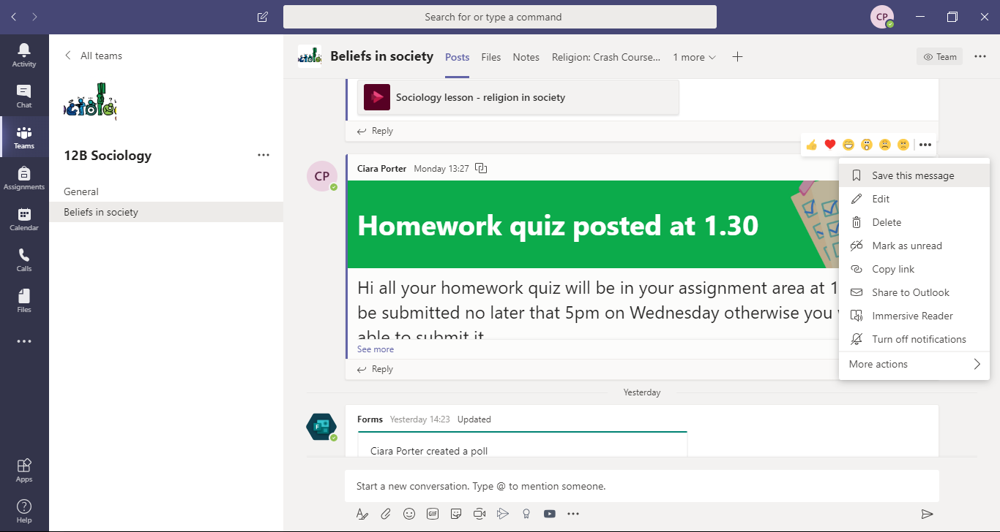 Search for or type a command
CP
Activity
Chat
Teams
Assignments
Calendar
Calls
Files
Apps
Help
All teams
12B Sociology
General
Beliefs in society
Beliefs in society
Posts
Files
Notes
Religion: Crash Course...
1 more
Team
Sociology lesson - religion in society
Reply
CP
Ciara Porter Monday 13:27
Homework quiz posted at 1.30
Hi all your homework quiz will be in your assignment area at 1
be submitted no later that 5pm on Wednesday otherwise you
able to submit it
See more
Reply
Save this message
Edit
Delete
Mark as unread
Copy link
Share to Outlook
Immersive Reader
Turn off notifications
More actions
Yesterday
F
Forms Yesterday 14:23 Updated
Ciara Porter created a poll
Start a new conversation. Type @ to mention someone.
GIF